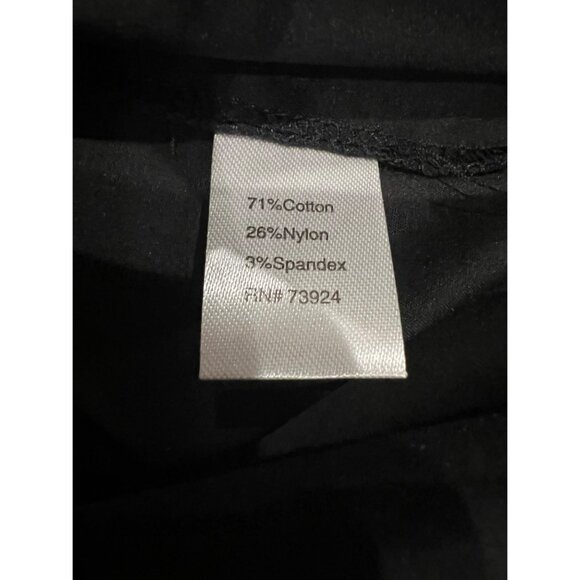 71%Cotton
26%Nylon
3%Spandex
RN# 73924